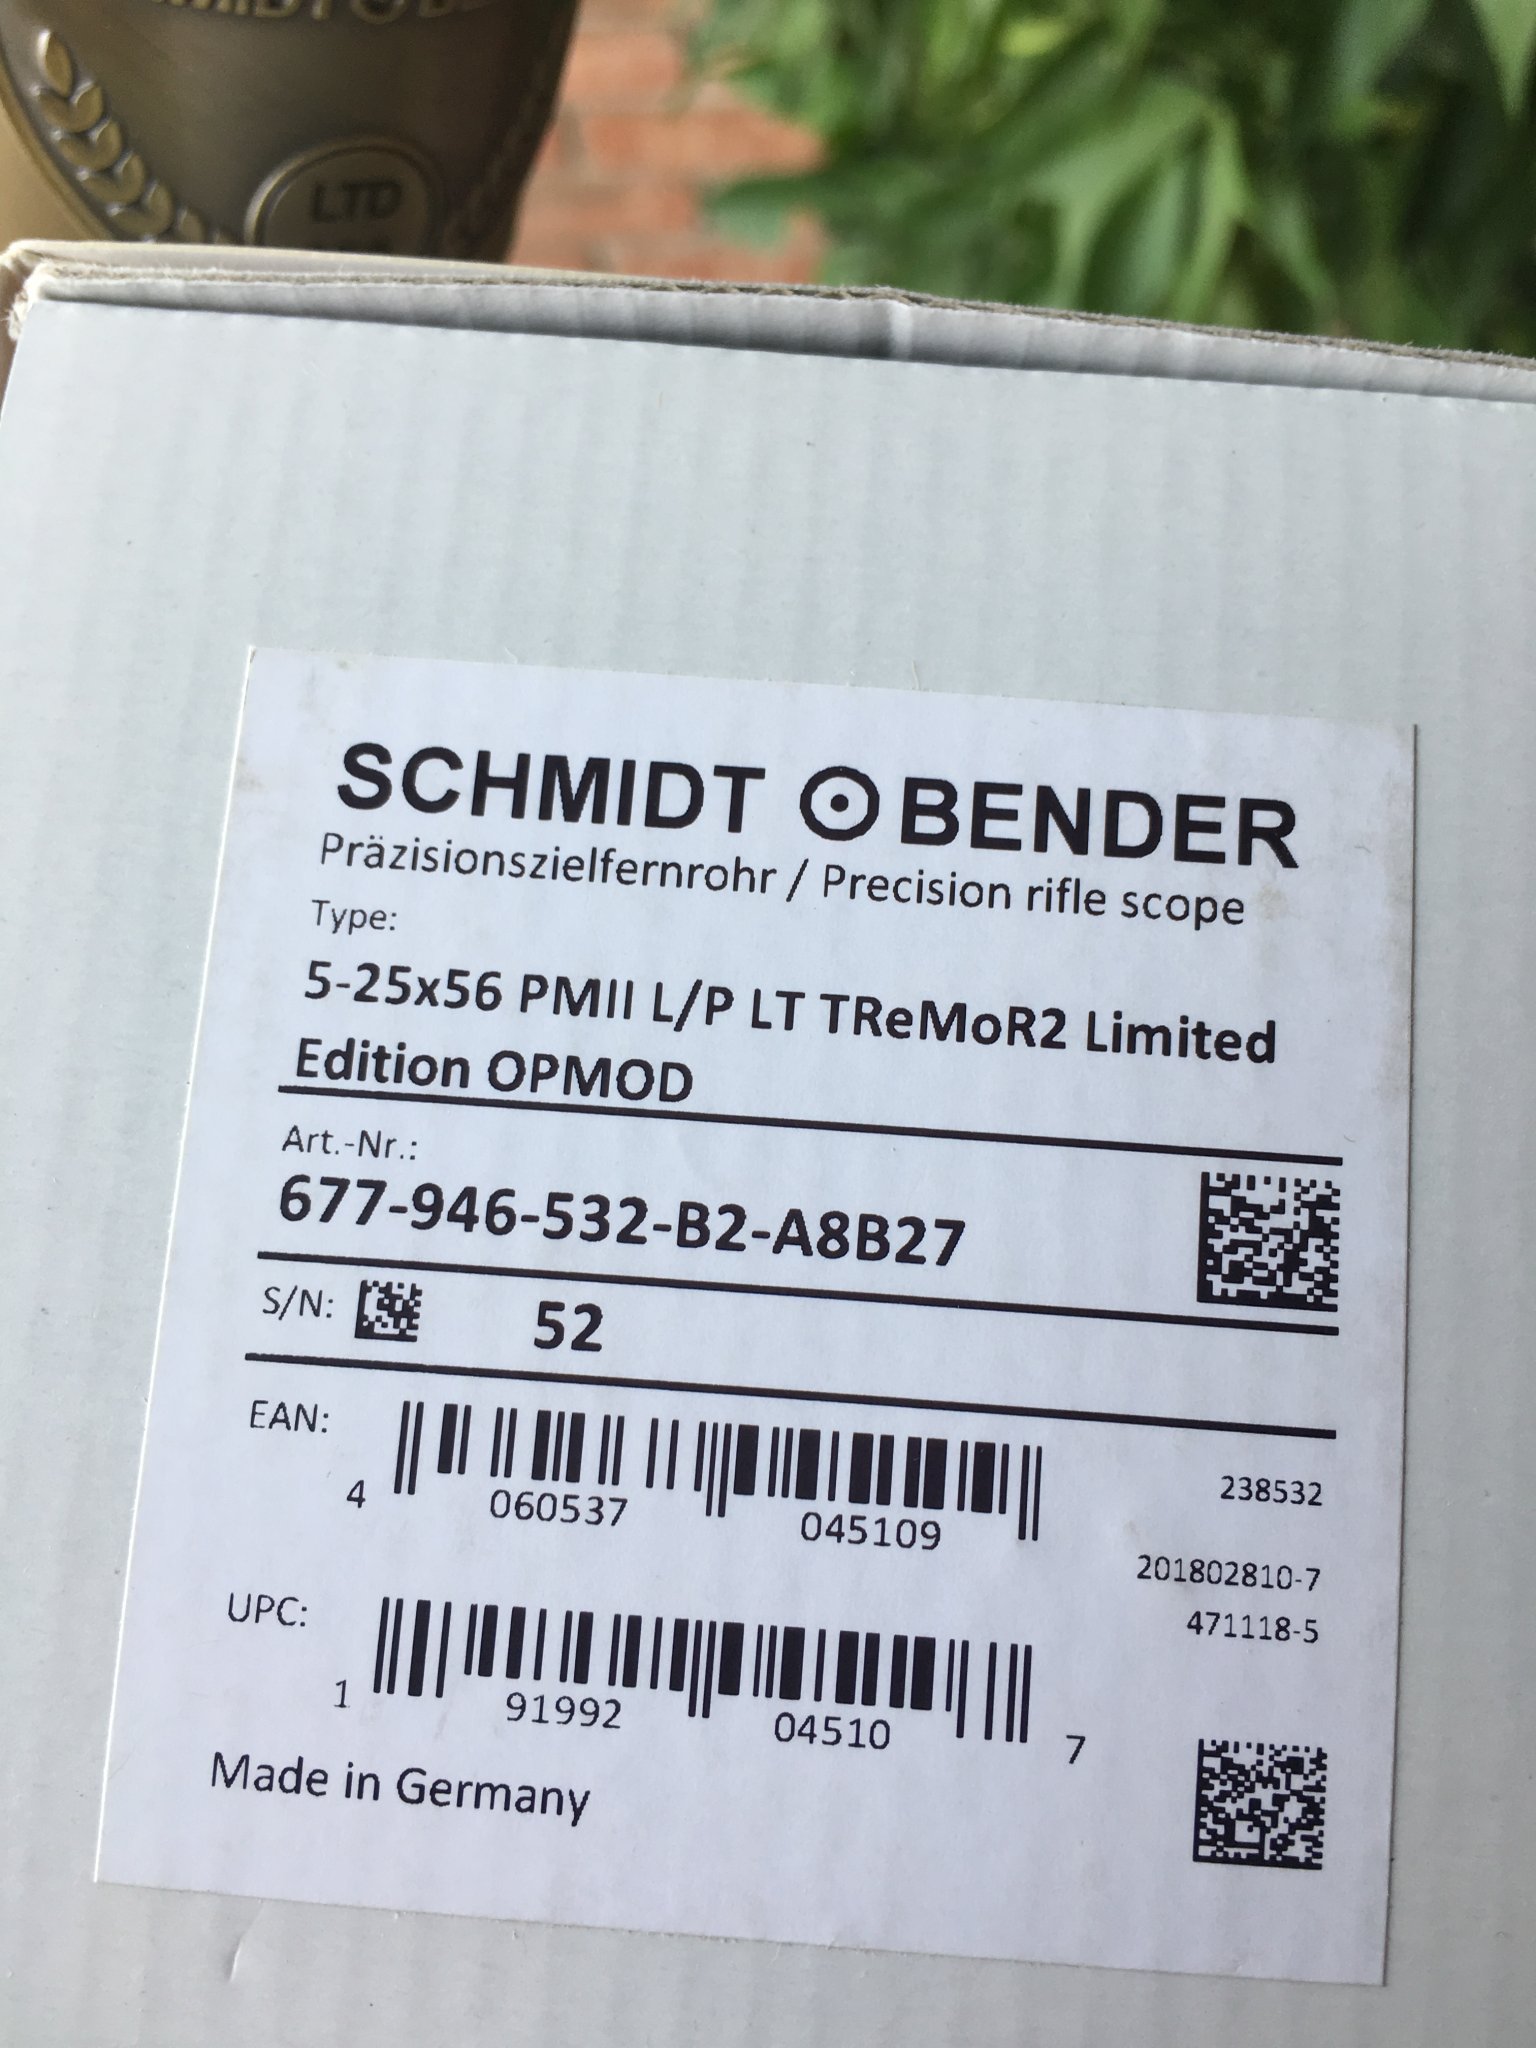 LTD
SCHMIDT BENDER
Präzisionszielfernrohr / Precision rifle scope
Type:
5-25x56 PMII L/P LT TReMoR2 Limited
Edition OPMOD
Art.-Nr.:
677-946-532-B2-A8B27
S/N: 52
EAN:
4 060537 045109
238532
201802810-7
471118-5
UPC:
1 91992 04510 7
Made in Germany